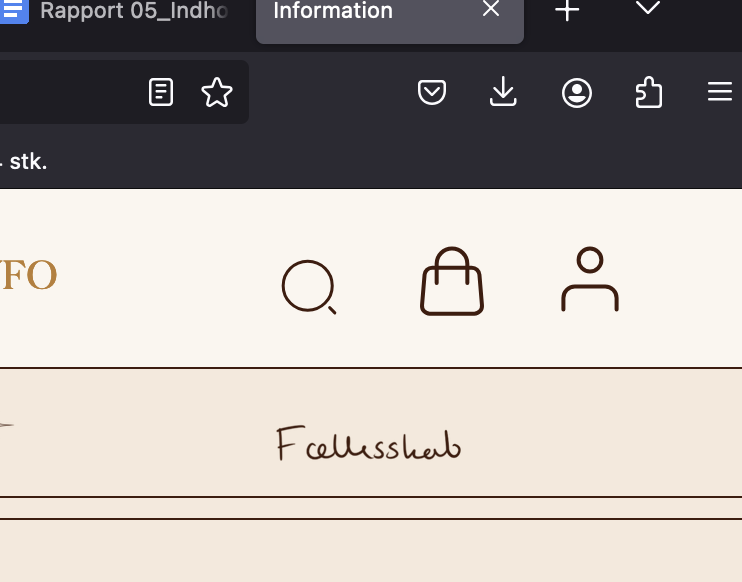 Rapport 05_Indho
Information
stk.
FO
Fællesskab